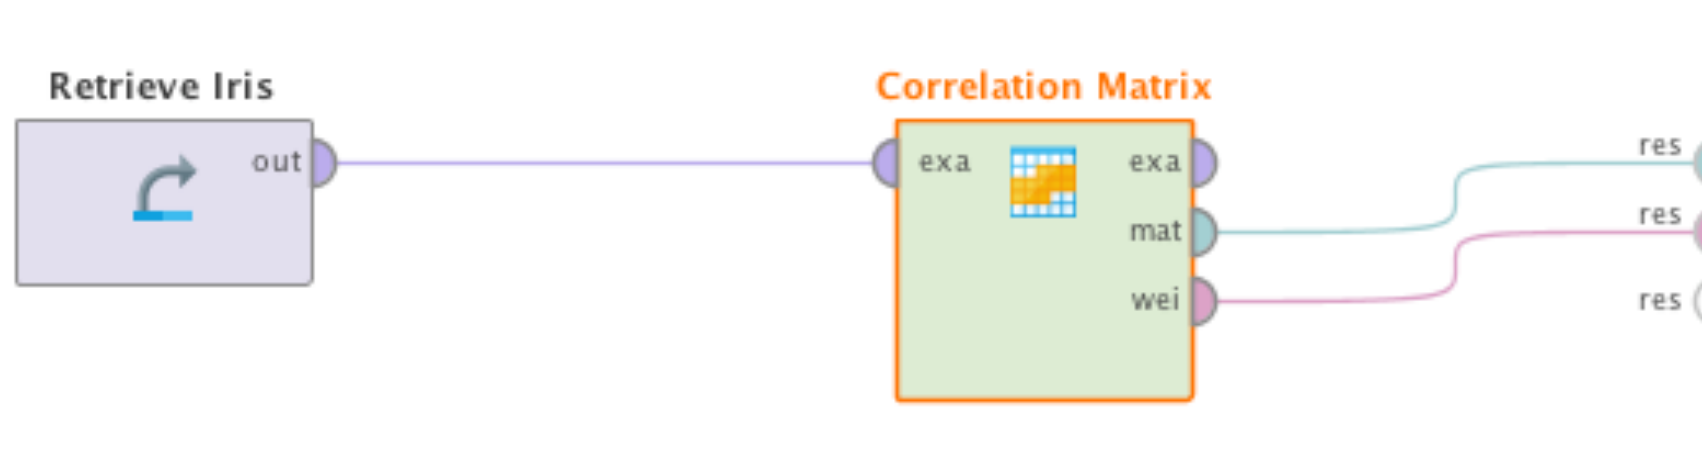 Retrieve Iris
out
Correlation Matrix
exa
exa
mat
wei
res
res
res